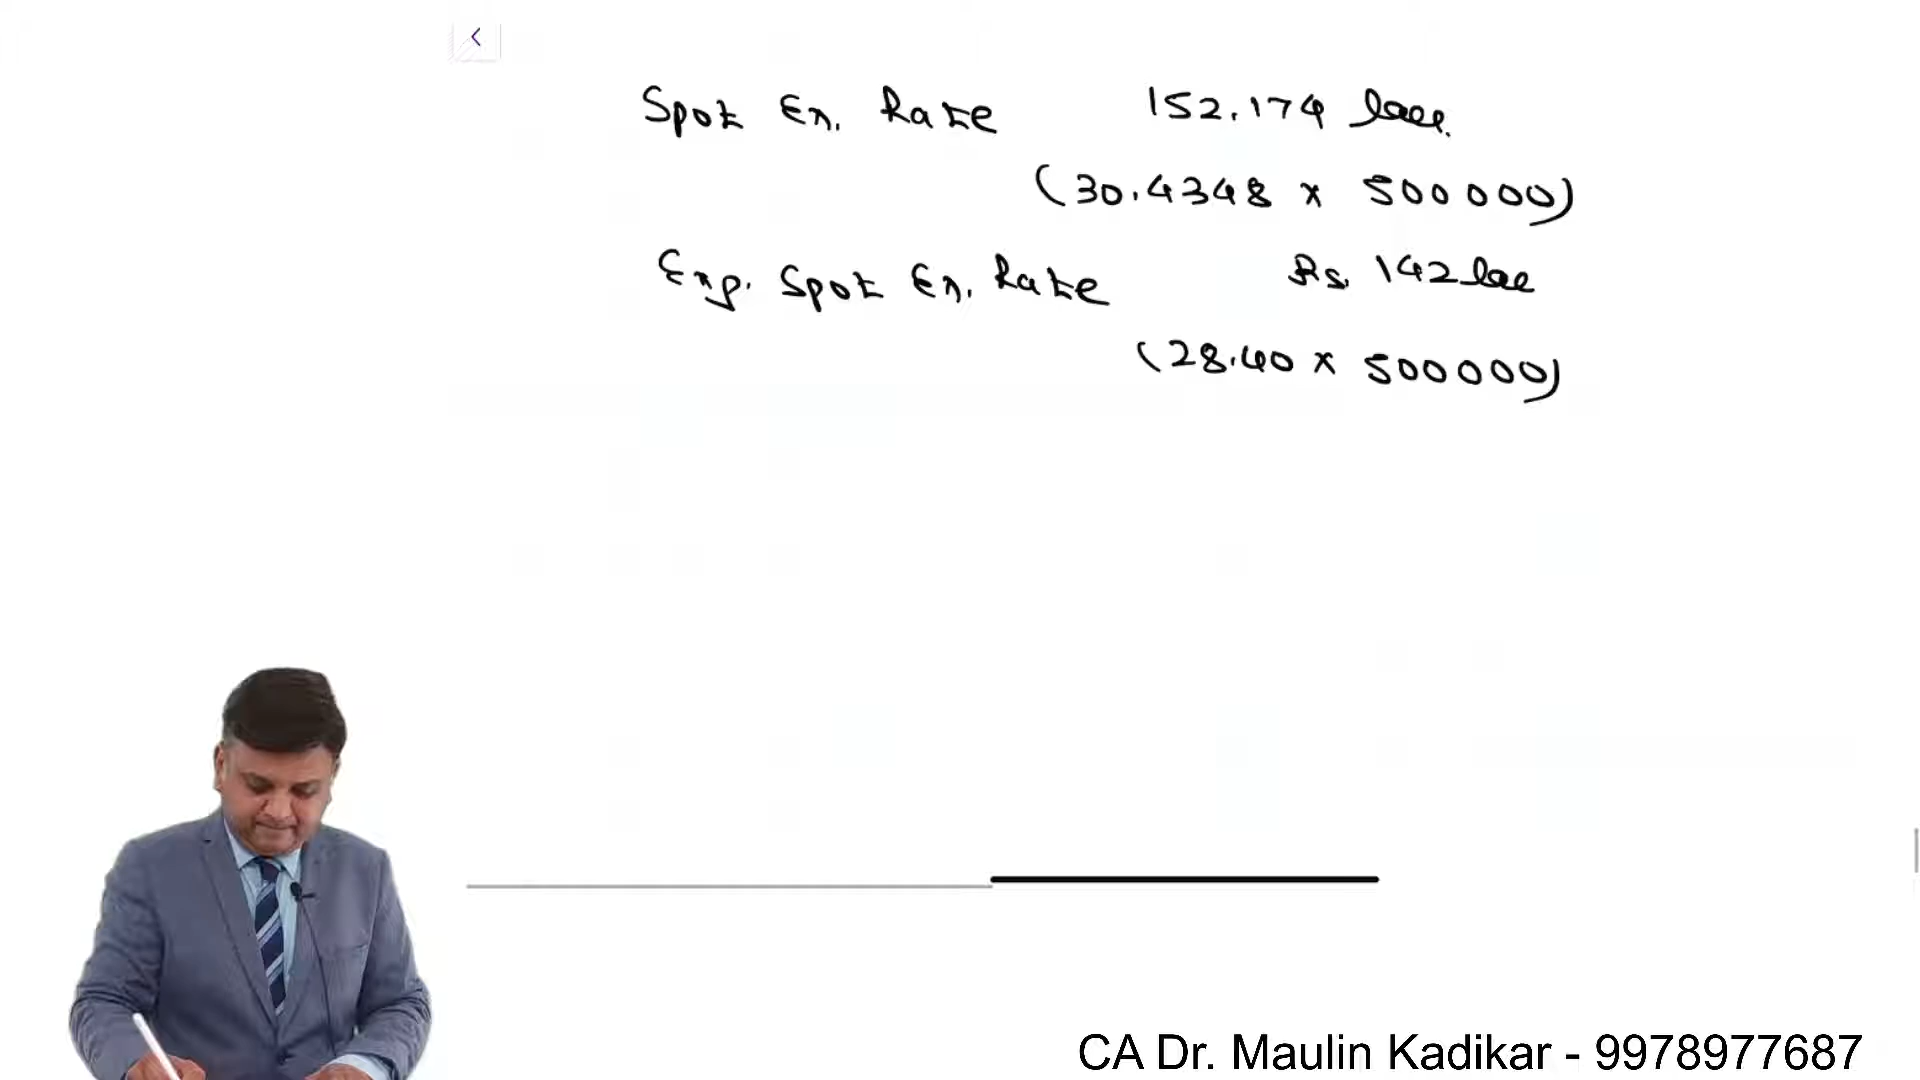 Spot Ex. Rate 152.174 lacs.
(30.4348 x 500000)
Exp. Spot Ex. Rate Rs. 142 lac
(28.40 x 500000)
CA Dr. Maulin Kadikar - 9978977687